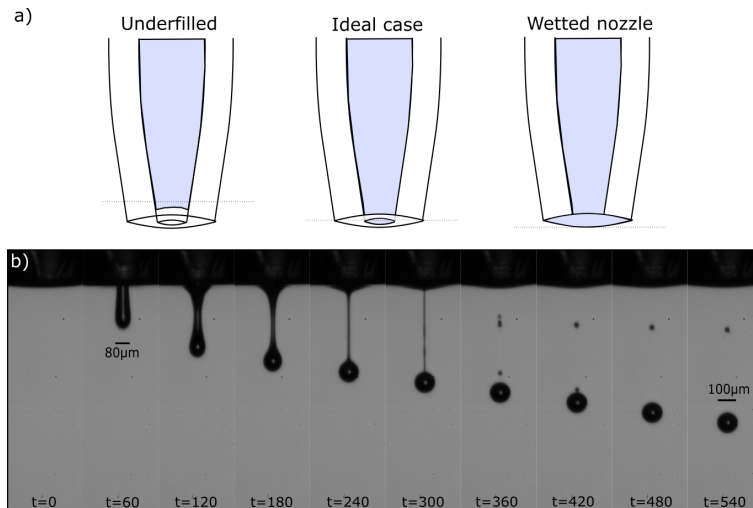 a)
Underfilled
Ideal case
Wetted nozzle
b)
80µm
100µm
t=0 t=60 t=120 t=180 t=240 t=300 t=360 t=420 t=480 t=540